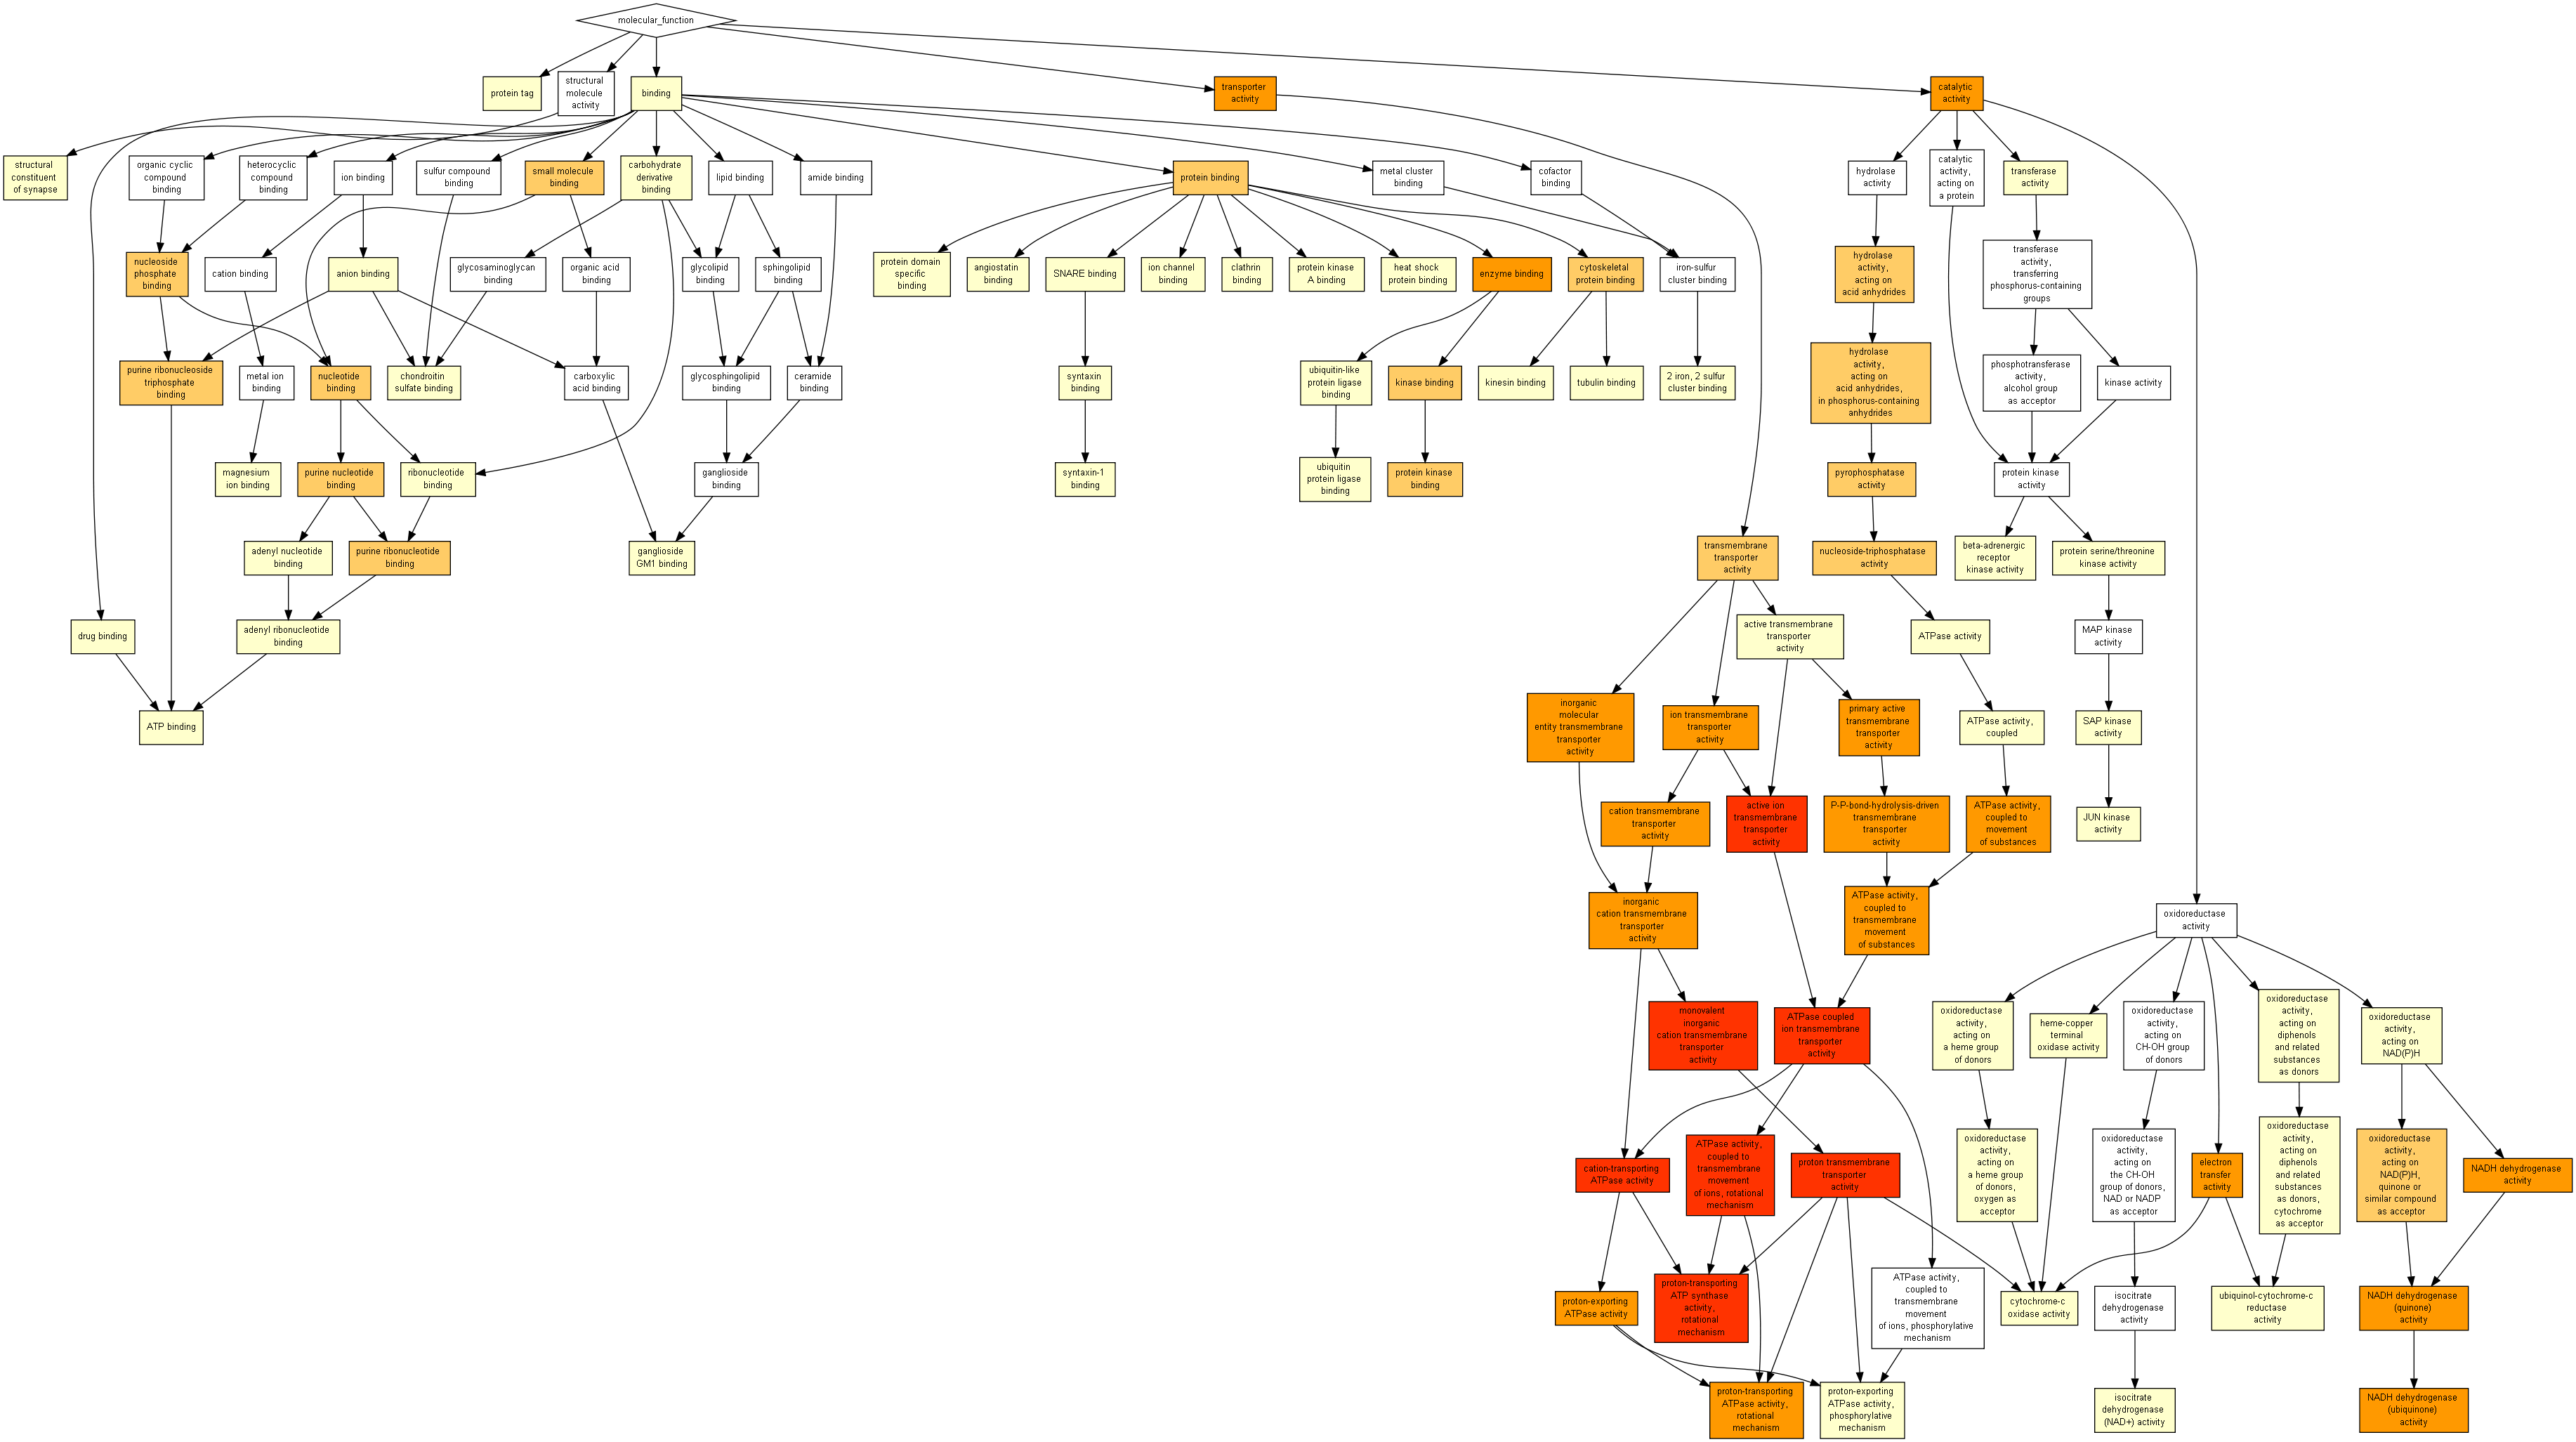 molecular_function
protein tag
structural
molecule
activity
binding
transporter
activity
catalytic
activity
structural
constituent
of synapse
organic cyclic
compound
binding
heterocyclic
compound
binding
ion binding
sulfur compound
binding
small molecule
binding
carbohydrate
derivative
binding
lipid binding
amide binding
protein binding
metal cluster
binding
cofactor
binding
hydrolase
activity
catalytic
activity,
acting on
a protein
transferase
activity
nucleoside
phosphate
binding
cation binding
anion binding
glycosaminoglycan
binding
organic acid
binding
glycolipid
binding
sphingolipid
binding
protein domain
specific
binding
angiostatin
binding
SNARE binding
ion channel
binding
clathrin
binding
protein kinase
A binding
heat shock
protein binding
enzyme binding
cytoskeletal
protein binding
iron-sulfur
cluster binding
hydrolase
activity,
acting on
acid anhydrides
transferase
activity,
transferring
phosphorus-containing
groups
purine ribonucleoside
triphosphate
binding
metal ion
binding
nucleotide
binding
chondroitin
sulfate binding
carboxylic
acid binding
glycosphingolipid
binding
ceramide
binding
syntaxin
binding
ubiquitin-like
protein ligase
binding
kinase binding
kinesin binding
tubulin binding
2 iron, 2 sulfur
cluster binding
hydrolase
activity,
acting on
acid anhydrides,
in phosphorus-containing
anhydrides
phosphotransferase
activity,
alcohol group
as acceptor
kinase activity
magnesium
ion binding
purine nucleotide
binding
ribonucleotide
binding
ganglioside
binding
syntaxin-1
binding
ubiquitin
protein ligase
binding
protein kinase
binding
pyrophosphatase
activity
protein kinase
activity
adenyl nucleotide
binding
purine ribonucleotide
binding
ganglioside
GM1 binding
transmembrane
transporter
activity
nucleoside-triphosphatase
activity
beta-adrenergic
receptor
kinase activity
protein serine/threonine
kinase activity
drug binding
adenyl ribonucleotide
binding
active transmembrane
transporter
activity
ATPase activity
MAP kinase
activity
ATP binding
inorganic
molecular
entity transmembrane
transporter
activity
ion transmembrane
transporter
activity
primary active
transmembrane
transporter
activity
ATPase activity,
coupled
SAP kinase
activity
cation transmembrane
transporter
activity
active ion
transmembrane
transporter
activity
P-P-bond-hydrolysis-driven
transmembrane
transporter
activity
ATPase activity,
coupled to
movement
of substances
JUN kinase
activity
inorganic
cation transmembrane
transporter
activity
ATPase activity,
coupled to
transmembrane
movement
of substances
oxidoreductase
activity
monovalent
inorganic
cation transmembrane
transporter
activity
ATPase coupled
ion transmembrane
transporter
activity
oxidoreductase
activity,
acting on
a heme group
of donors
heme-copper
terminal
oxidase activity
oxidoreductase
activity,
acting on
CH-OH group
of donors
oxidoreductase
activity,
acting on
diphenols
and related
substances
as donors
oxidoreductase
activity,
acting on
NAD(P)H
cation-transporting
ATPase activity
ATPase activity,
coupled to
transmembrane
movement
of ions, rotational
mechanism
proton transmembrane
transporter
activity
oxidoreductase
activity,
acting on
a heme group
of donors,
oxygen as
acceptor
oxidoreductase
activity,
acting on
the CH-OH
group of donors,
NAD or NADP
as acceptor
electron
transfer
activity
oxidoreductase
activity,
acting on
diphenols
and related
substances
as donors,
cytochrome
as acceptor
oxidoreductase
activity,
acting on
NAD(P)H,
quinone or
similar compound
as acceptor
NADH dehydrogenase
activity
proton-exporting
ATPase activity
proton-transporting
ATP synthase
activity,
rotational
mechanism
ATPase activity,
coupled to
transmembrane
movement
of ions, phosphorylative
mechanism
cytochrome-c
oxidase activity
isocitrate
dehydrogenase
activity
ubiquinol-cytochrome-c
reductase
activity
NADH dehydrogenase
(quinone)
activity
proton-transporting
ATPase activity,
rotational
mechanism
proton-exporting
ATPase activity,
phosphorylative
mechanism
isocitrate
dehydrogenase
(NAD+) activity
NADH dehydrogenase
(ubiquinone)
activity